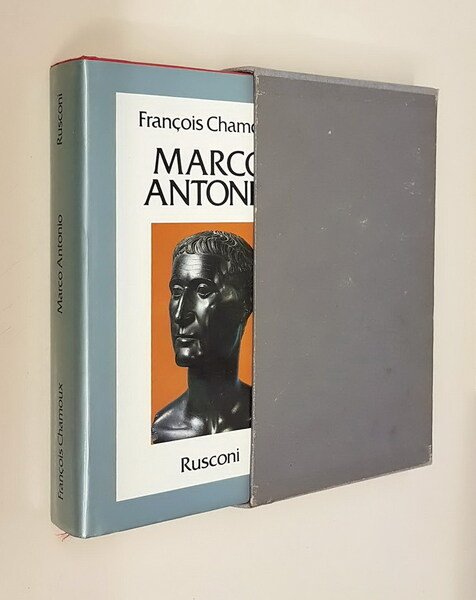 François Chamo
MARCO
ANTONI
Rusconi
François Chamoux
Marco Antonio
Rusconi